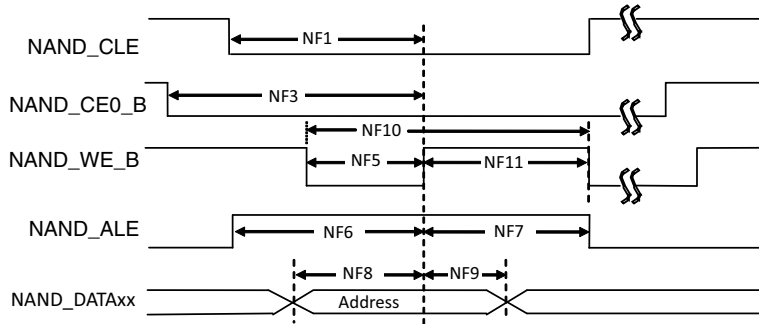 NAND_CLE
NF1
NAND_CE0_B
NF3
NF10
NAND_WE_B
NF5
NF11
NAND_ALE
NF6
NF7
NF8
NF9
NAND_DATAxx
Address